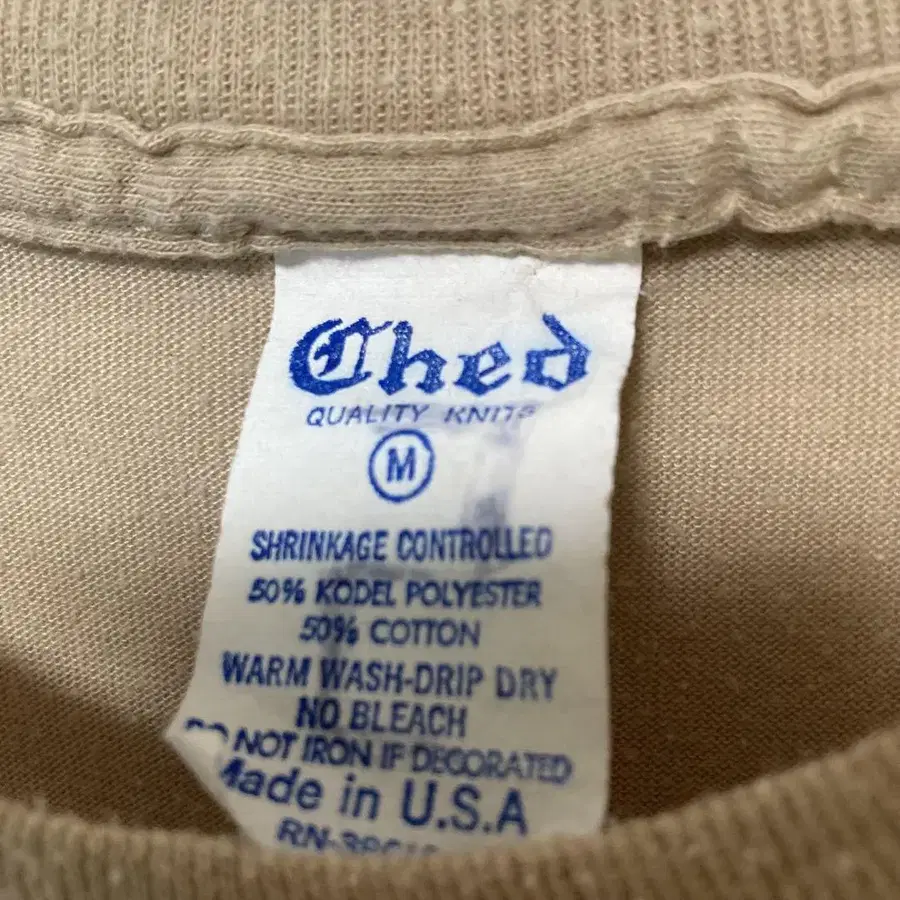 Ched
QUALITY KNITS
M
SHRINKAGE CONTROLLED
50% KODEL POLYESTER
50% COTTON
WARM WASH-DRIP DRY
NO BLEACH
DO NOT IRON IF DECORATED
Made in U.S.A